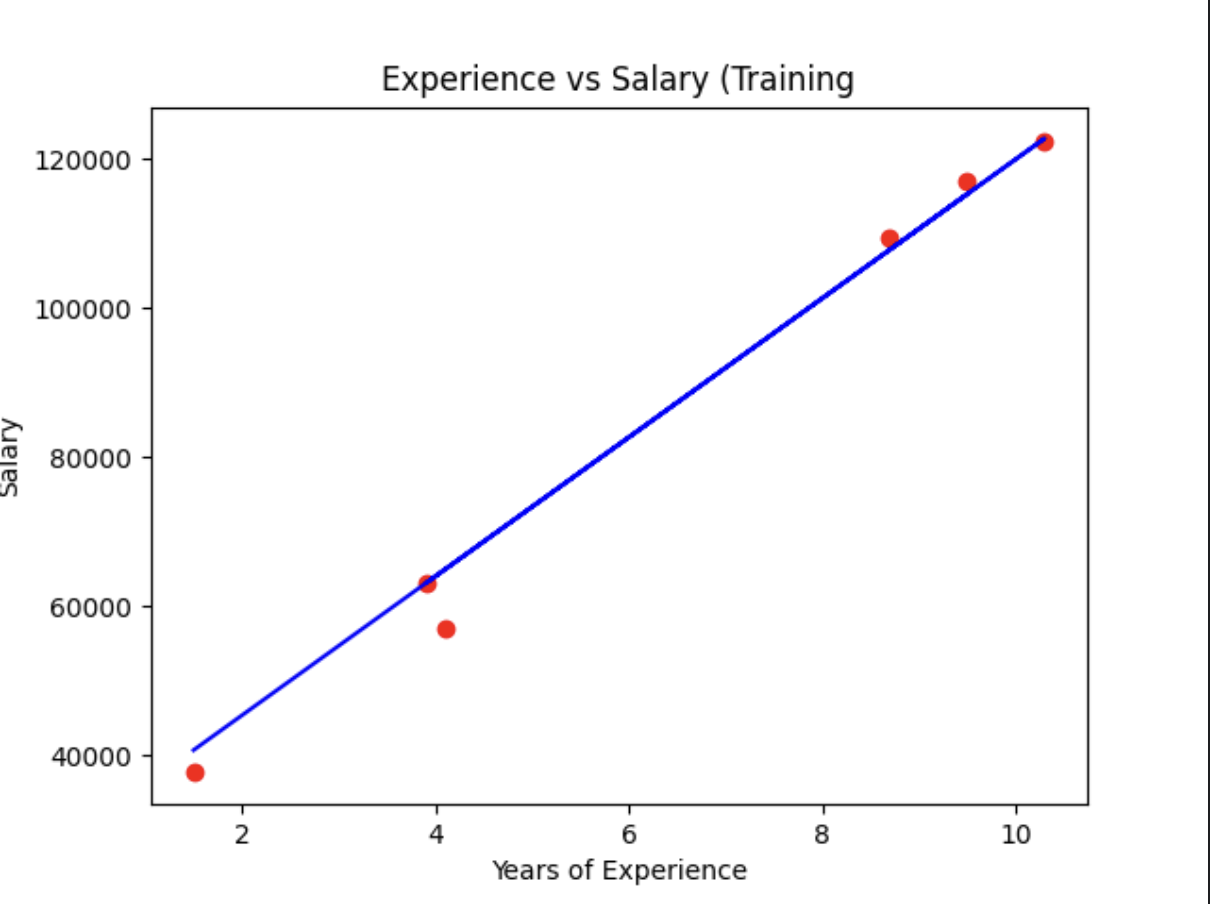 Experience vs Salary (Training
120000
100000
80000
60000
40000
Salary
2 4 6 8 10
Years of Experience